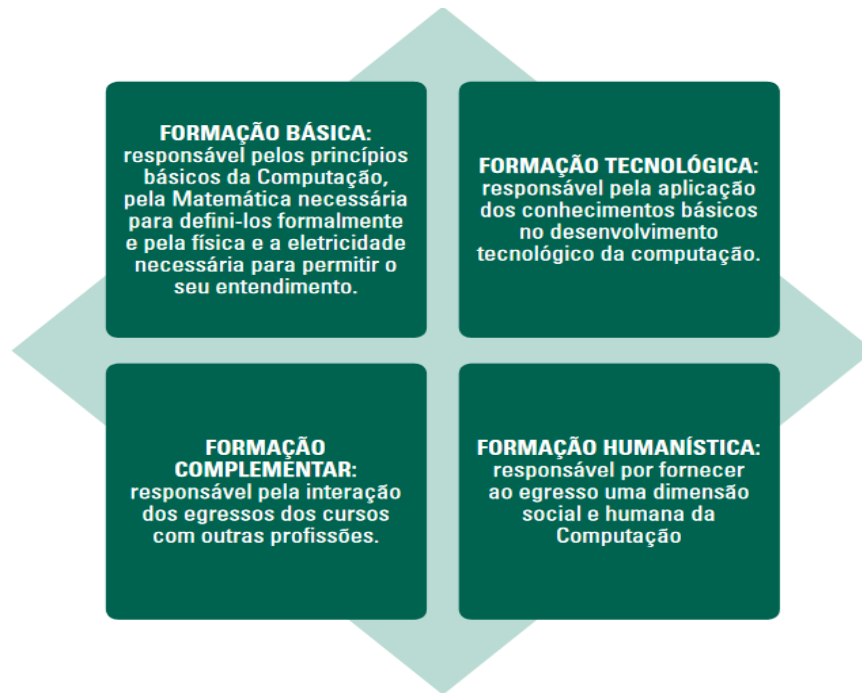 FORMAÇÃO BÁSICA:
responsável pelos princípios
básicos da Computação,
pela Matemática necessária
para defini-los formalmente
e pela física e a eletricidade
necessária para permitir o
seu entendimento.
FORMAÇÃO TECNOLÓGICA:
responsável pela aplicação
dos conhecimentos básicos
no desenvolvimento
tecnológico da computação.
FORMAÇÃO
COMPLEMENTAR:
responsável pela interação
dos egressos dos cursos
com outras profissões.
FORMAÇÃO HUMANÍSTICA:
responsável por fornecer
ao egresso uma dimensão
social e humana da
Computação